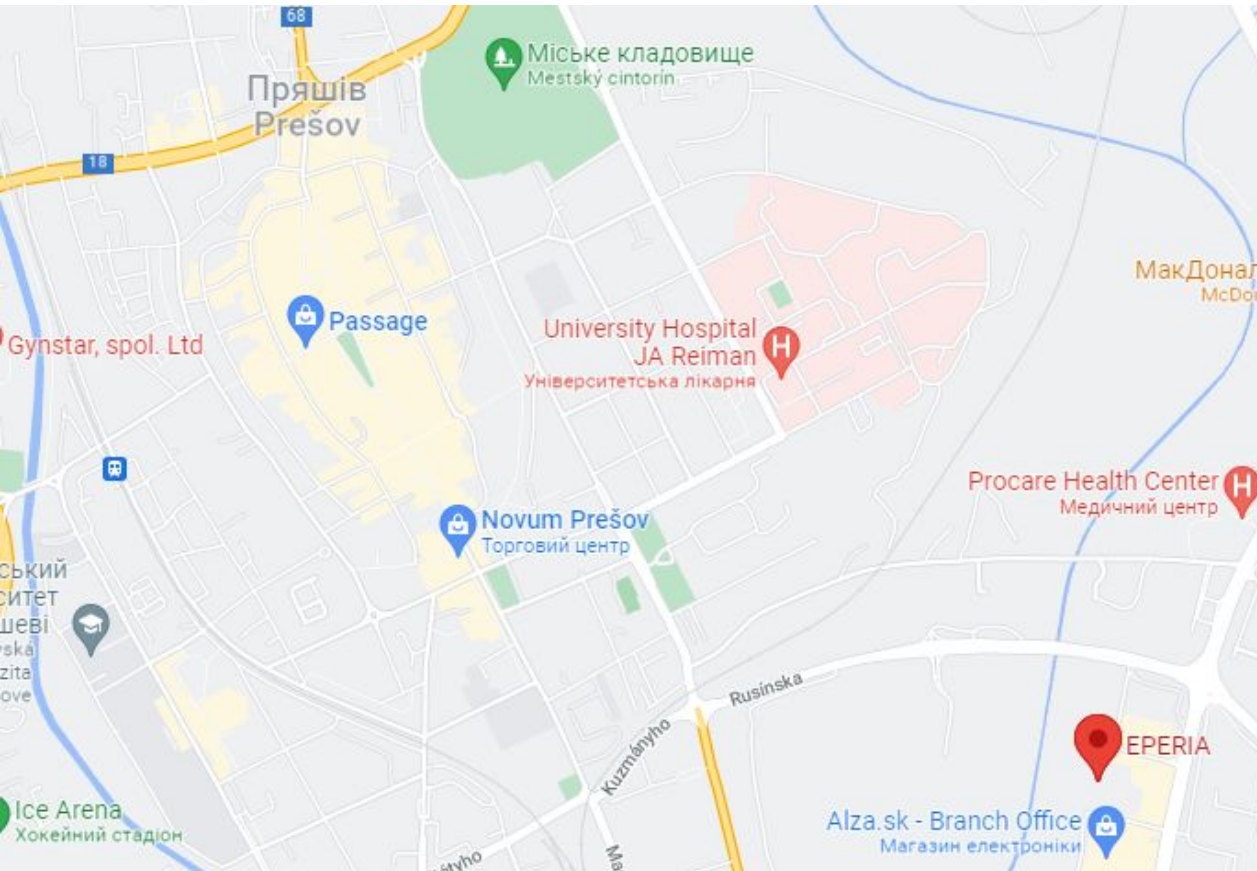 68
Міське кладовище
Mestský cintorín
Пряшів
Prešov
18
МакДонал
McDo
Passage
University Hospital
JA Reiman
Університетська лікарня
Gynstar, spol. Ltd
Procare Health Center
Медичний центр
Novum Prešov
Торговий центр
ський
ситет
шеві
vská
zita
ove
Rusínska
Kuzmányho
EPERIA
Ice Arena
Хокейний стадіон
Alza.sk - Branch Office
Магазин електроніки
Ma